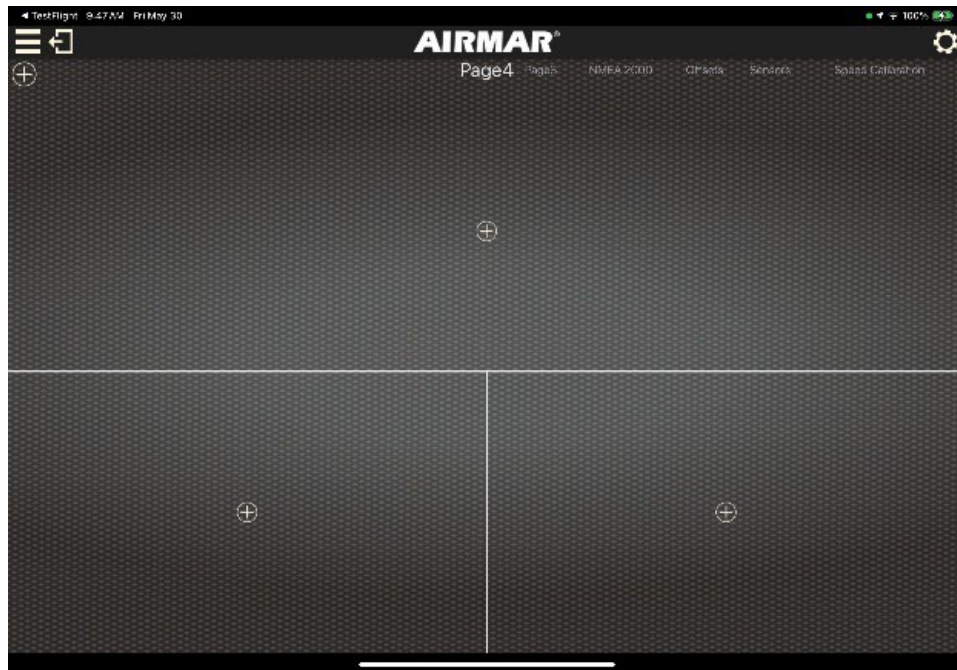 TestFlight 9:47 AM Fri May 30 100%
AIRMAR®
Page4 Page5 NMEA 2000 Offsets Sensors Speed Calibration